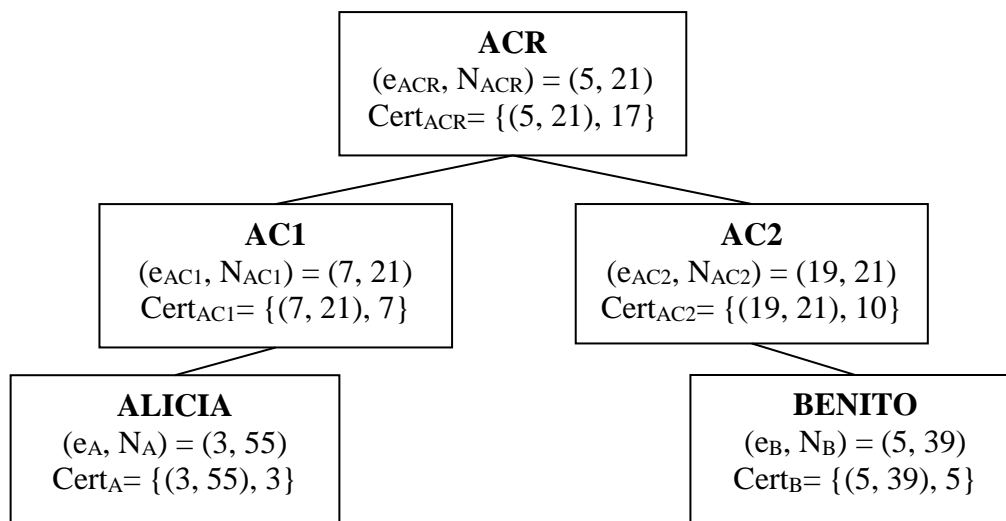 ACR
(eACR, NACR) = (5, 21)
CertACR= {(5, 21), 17}
AC1
(eAC1, NAC1) = (7, 21)
CertAC1= {(7, 21), 7}
AC2
(eAC2, NAC2) = (19, 21)
CertAC2= {(19, 21), 10}
ALICIA
(eA, NA) = (3, 55)
CertA= {(3, 55), 3}
BENITO
(eB, NB) = (5, 39)
CertB= {(5, 39), 5}